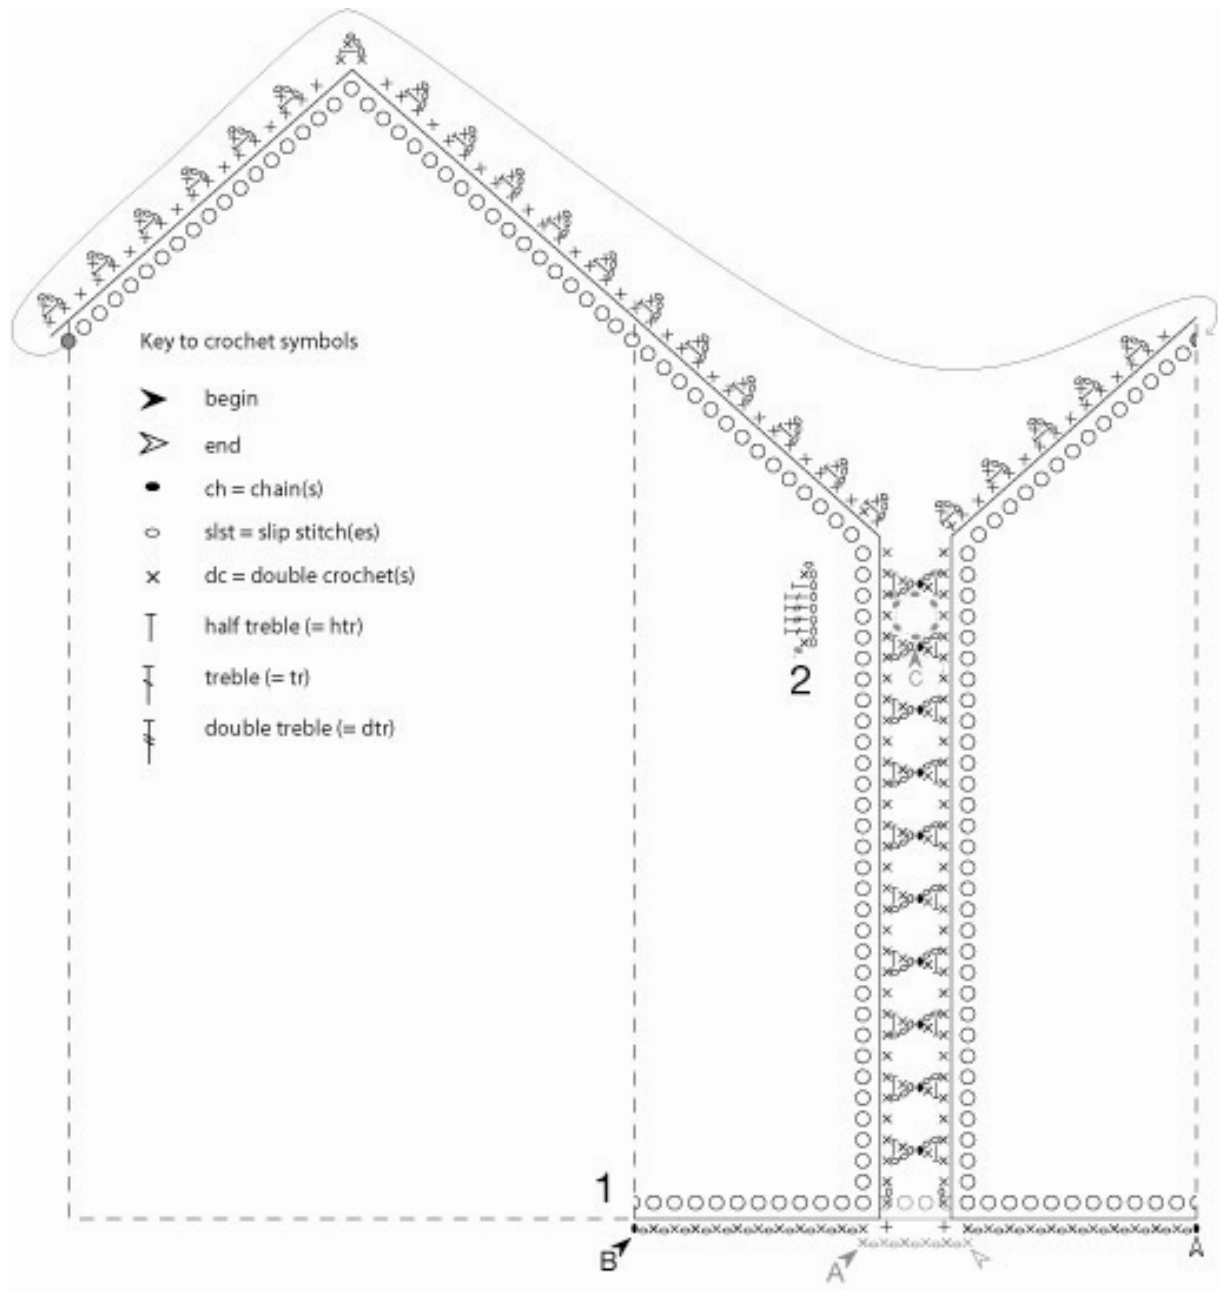 Key to crochet symbols
begin
end
ch = chain(s)
slst = slip stitch(es)
dc = double crochet(s)
half treble (= htr)
treble (= tr)
double treble (= dtr)
2
C
1
B
A
A